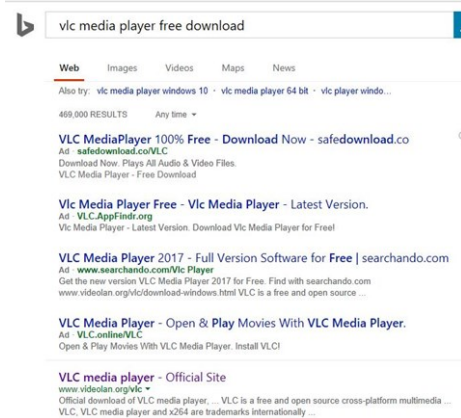 vlc media player free download
Web Images Videos Maps News
Also try: vlc media player windows 10 · vlc media player 64 bit · vlc player windo...
469,000 RESULTS Any time
VLC MediaPlayer 100% Free - Download Now - safedownload.co
Ad · safedownload.co/VLC
Download Now. Plays All Audio & Video Files.
VLC Media Player - Free Download
Vlc Media Player Free - Vlc Media Player - Latest Version.
Ad · VLC.AppFindr.org
Vlc Media Player - Latest Version. Download Vlc Media Player for Free!
VLC Media Player 2017 - Full Version Software for Free | searchando.com
Ad · www.searchando.com/Vlc Player
Get the new version VLC Media Player 2017 for Free. Find with searchando.com
www.videolan.org/vlc/download-windows.html VLC is a free and open source ...
VLC Media Player - Open & Play Movies With VLC Media Player.
Ad · VLC.online/VLC
Open & Play Movies With VLC Media Player. Install VLC!
VLC media player - Official Site
www.videolan.org/vlc
Official download of VLC media player, ... VLC is a free and open source cross-platform multimedia ...
VLC, VLC media player and x264 are trademarks internationally ...